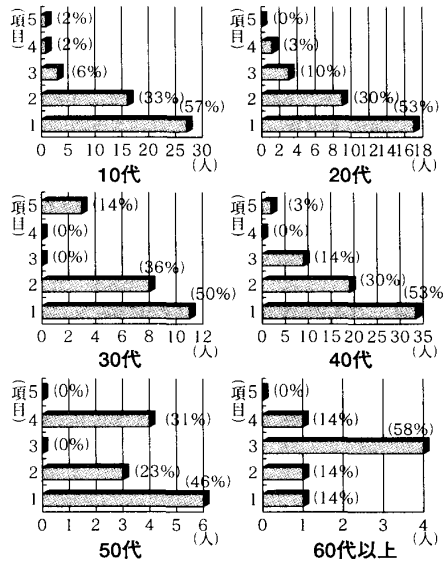 (項目)
5 (2%)
4 (2%)
3 (6%)
2 (33%)
1 (57%)
0 5 10 15 20 25 30
(人)
10代
(項目)
5 (0%)
4 (3%)
3 (10%)
2 (30%)
1 (53%)
0 2 4 6 8 10 12 14 16 18
(人)
20代
(項目)
5 (14%)
4 (0%)
3 (0%)
2 (36%)
1 (50%)
0 2 4 6 8 10 12
(人)
30代
(項目)
5 (3%)
4 (0%)
3 (14%)
2 (30%)
1 (53%
0 5 10 15 20 25 30 35
(人)
40代
(項目)
5 (0%)
4 (31%)
3 (0%)
2 (23%)
1 (46%)
0 1 2 3 4 5 6
(人)
50代
(項目)
5 (0%)
4 (14%)
3 (58%)
2 (14%)
1 (14%)
0 1 2 3 4
(人)
60代以上